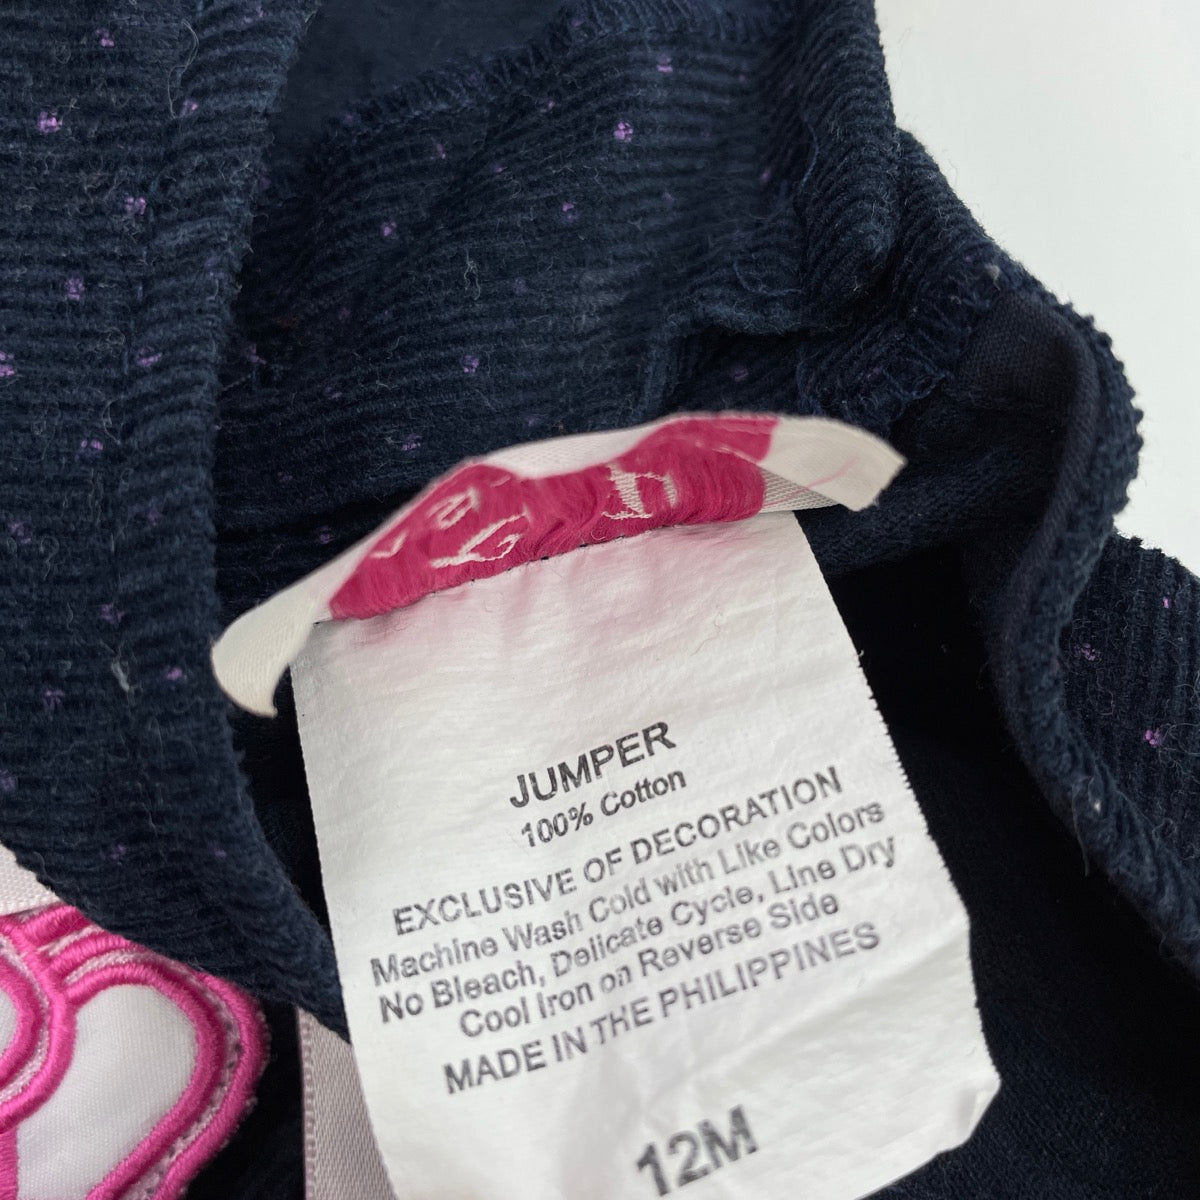 JUMPER
100% Cotton
EXCLUSIVE OF DECORATION
Machine Wash Cold with Like Colors
No Bleach, Delicate Cycle, Line Dry
Cool Iron on Reverse Side
MADE IN THE PHILIPPINES
12M